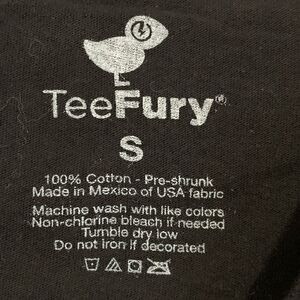 TeeFury®
S
100% Cotton - Pre-shrunk
Made in Mexico of USA fabric
Machine wash with like colors
Non-chlorine bleach if needed
Tumble dry low
Do not iron if decorated